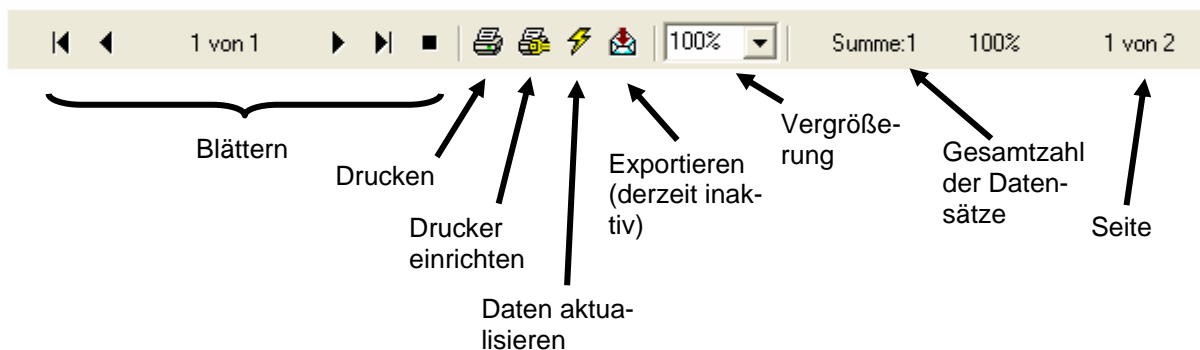 1 von 1
100%
Summe:1
100%
1 von 2
Blättern
Drucken
Drucker
einrichten
Daten aktua-
lisieren
Exportieren
(derzeit inak-
tiv)
Vergröße-
rung
Gesamtzahl
der Daten-
sätze
Seite